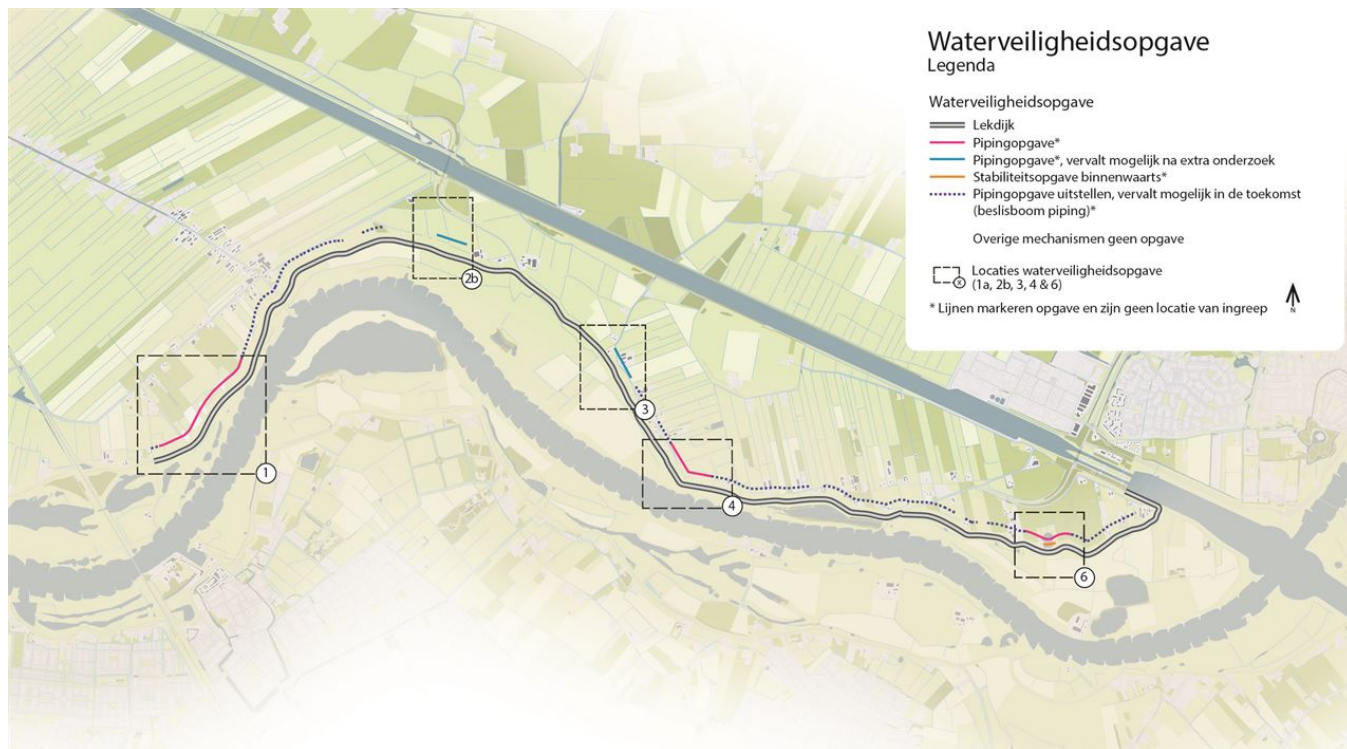 Waterveiligheidsopgave
Legenda
Waterveiligheidsopgave
Lekdijk
Pipingopgave*
Pipingopgave*, vervalt mogelijk na extra onderzoek
Stabiliteitsopgave binnenwaarts*
Pipingopgave uitstellen, vervalt mogelijk in de toekomst
(beslisboom piping)*
Overige mechanismen geen opgave
x
Locaties waterveiligheidsopgave
(1a, 2b, 3, 4 & 6)
* Lijnen markeren opgave en zijn geen locatie van ingreep
N
2b
3
1
4
6